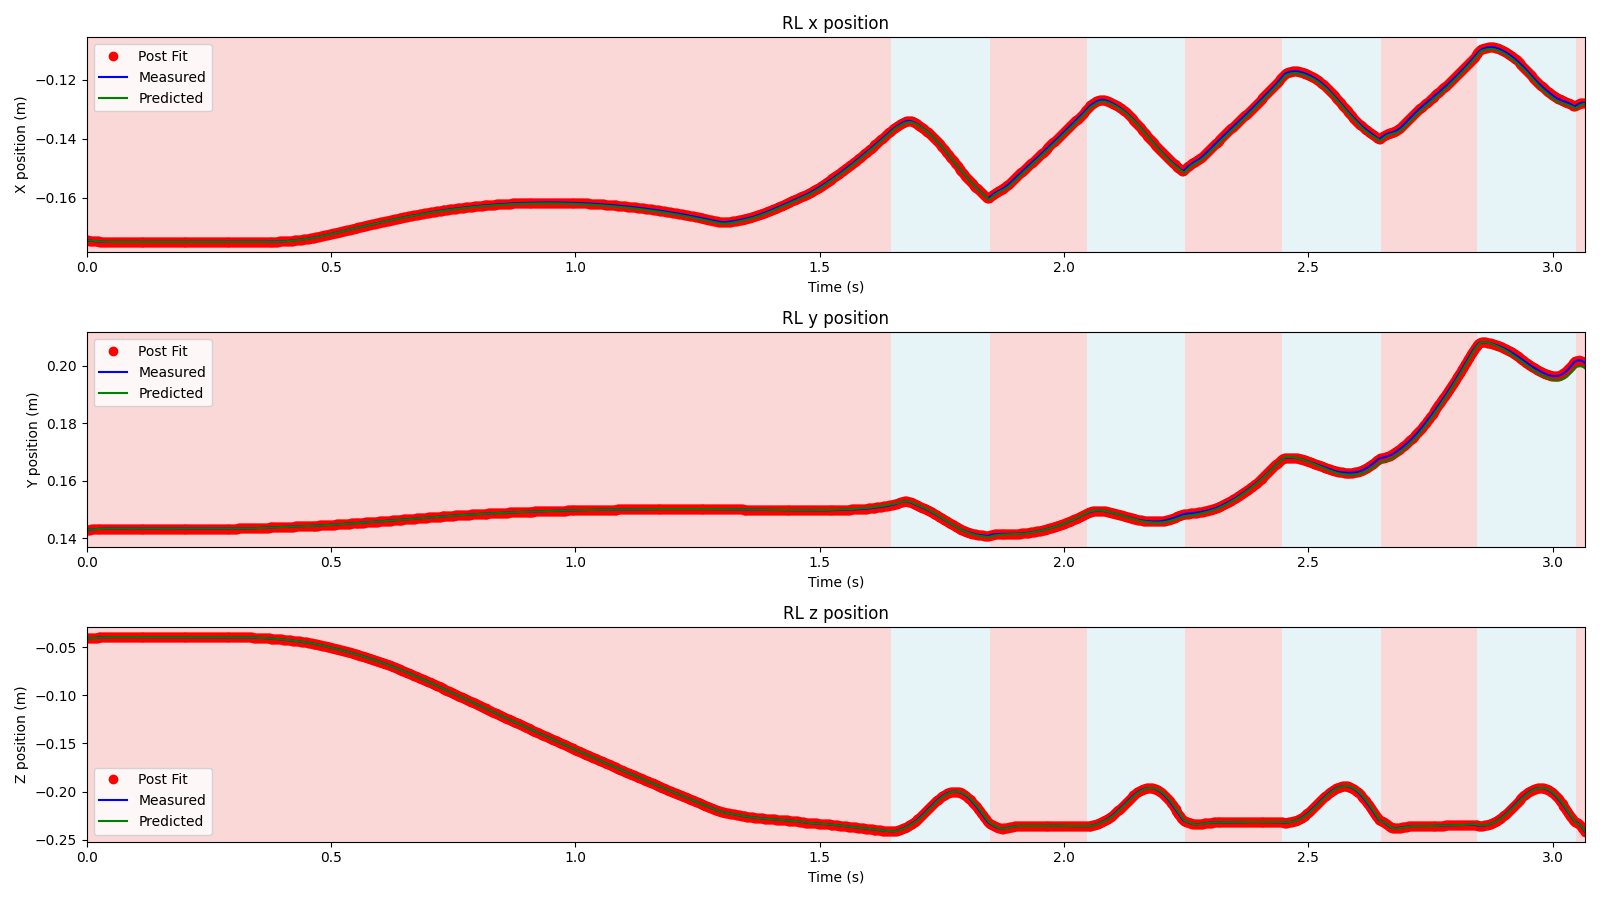 RL x position
Post Fit
Measured
Predicted
X position (m)
−0.12
−0.14
−0.16
0.0 0.5 1.0 1.5 2.0 2.5 3.0
Time (s)
RL y position
Post Fit
Measured
Predicted
Y position (m)
0.20
0.18
0.16
0.14
0.0 0.5 1.0 1.5 2.0 2.5 3.0
Time (s)
RL z position
Z position (m)
−0.05
−0.10
−0.15
−0.20
−0.25
Post Fit
Measured
Predicted
0.0 0.5 1.0 1.5 2.0 2.5 3.0
Time (s)